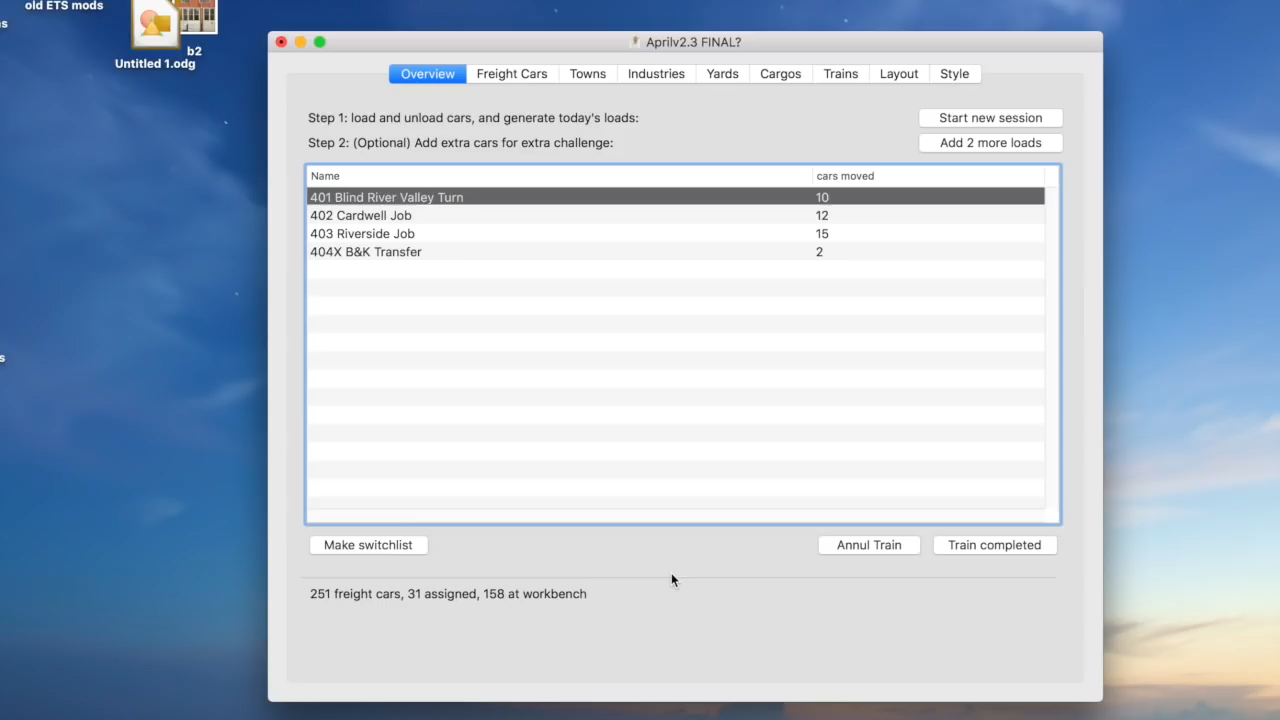 old ETS mods
s
b2
Untitled 1.odg
s
Aprilv2.3 FINAL?
Overview Freight Cars Towns Industries Yards Cargos Trains Layout Style
Step 1: load and unload cars, and generate today's loads: Start new session
Step 2: (Optional) Add extra cars for extra challenge: Add 2 more loads
Name cars moved
401 Blind River Valley Turn 10
402 Cardwell Job 12
403 Riverside Job 15
404X B&K Transfer 2
Make switchlist Annul Train Train completed
251 freight cars, 31 assigned, 158 at workbench